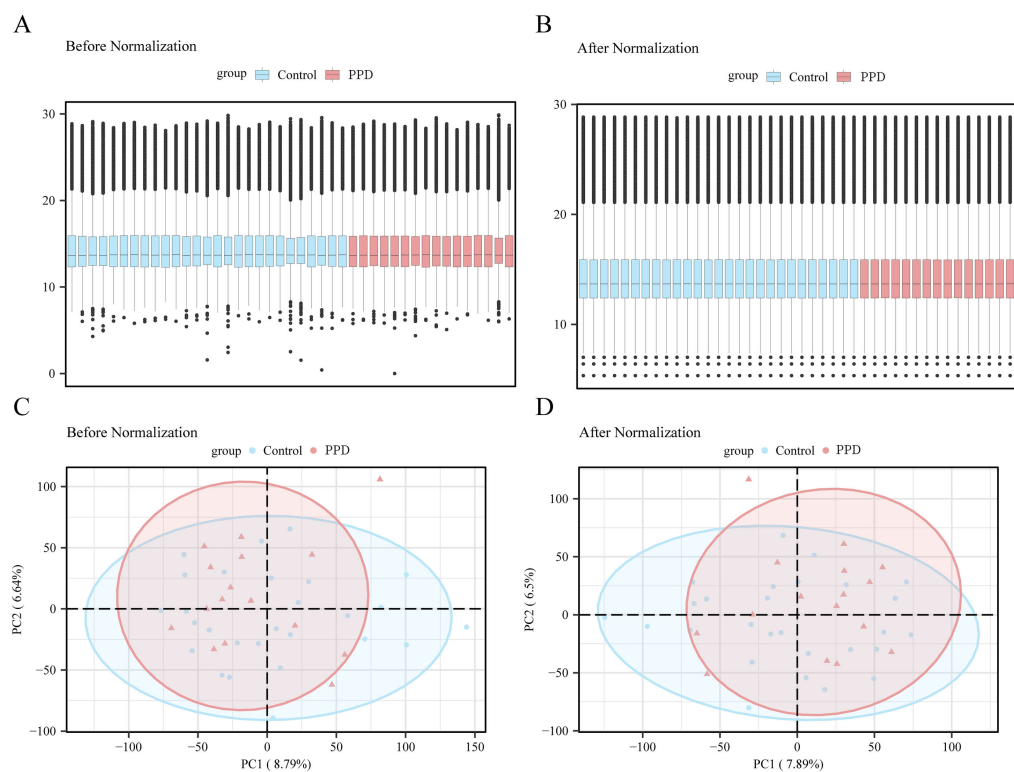 A
Before Normalization
group Control PPD
30
20
10
0
B
After Normalization
group Control PPD
30
20
10
C
Before Normalization
group Control PPD
100
50
0
−50
−100
PC2 ( 6.64%)
−100 −50 0 50 100 150
PC1 ( 8.79%)
D
After Normalization
group Control PPD
100
50
0
−50
−100
PC2 ( 6.5%)
−100 −50 0 50 100
PC1 ( 7.89%)